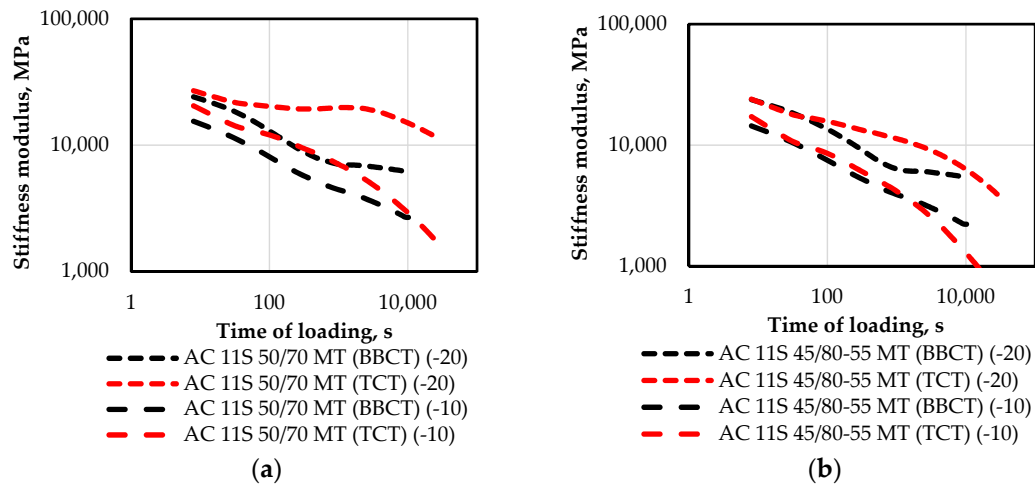 100,000
10,000
1,000
Stiffness modulus, MPa
1 100 10,000
Time of loading, s
AC 11S 50/70 MT (BBCT) (-20)
AC 11S 50/70 MT (TCT) (-20)
AC 11S 50/70 MT (BBCT) (-10)
AC 11S 50/70 MT (TCT) (-10)
(a)
100,000
10,000
1,000
Stiffness modulus, MPa
1 100 10,000
Time of loading, s
AC 11S 45/80-55 MT (BBCT) (-20)
AC 11S 45/80-55 MT (TCT) (-20)
AC 11S 45/80-55 MT (BBCT) (-10)
AC 11S 45/80-55 MT (TCT) (-10)
(b)